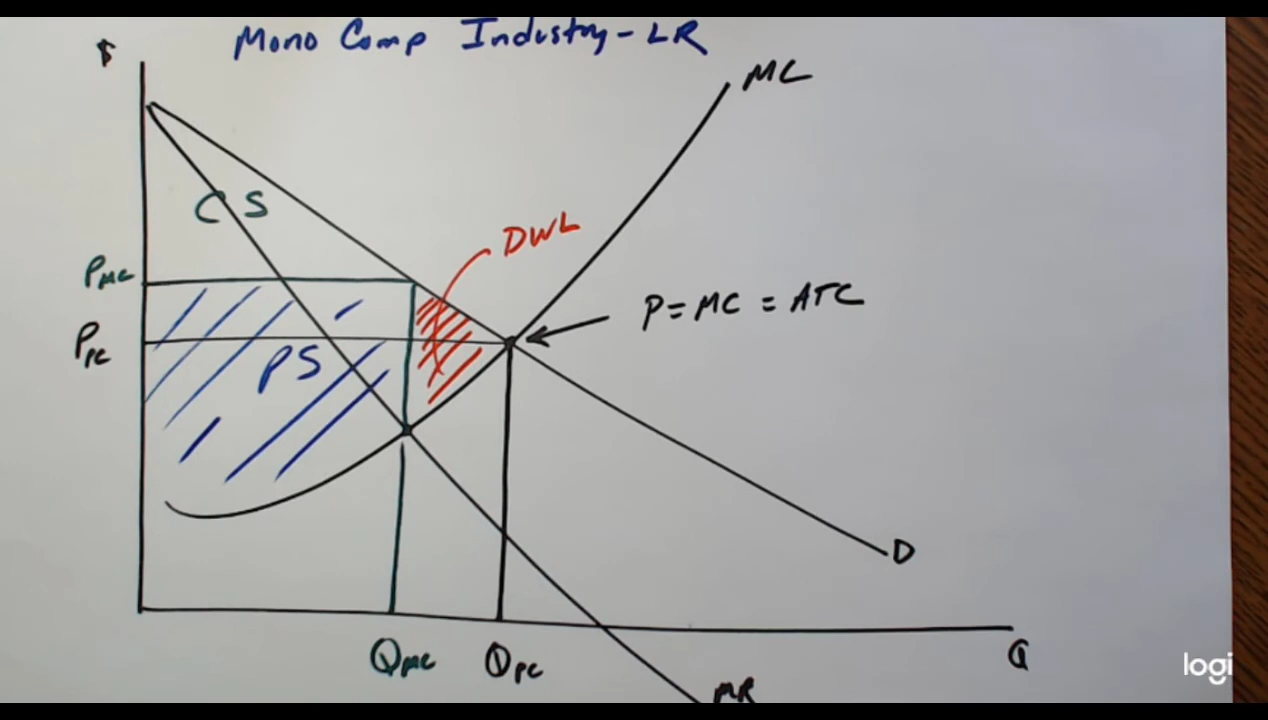 Mono Comp Industry - LR
$
MC
CS
DWL
PMC
P = MC = ATC
PPC
PS
D
QMC
QPC
Q
MR
logi